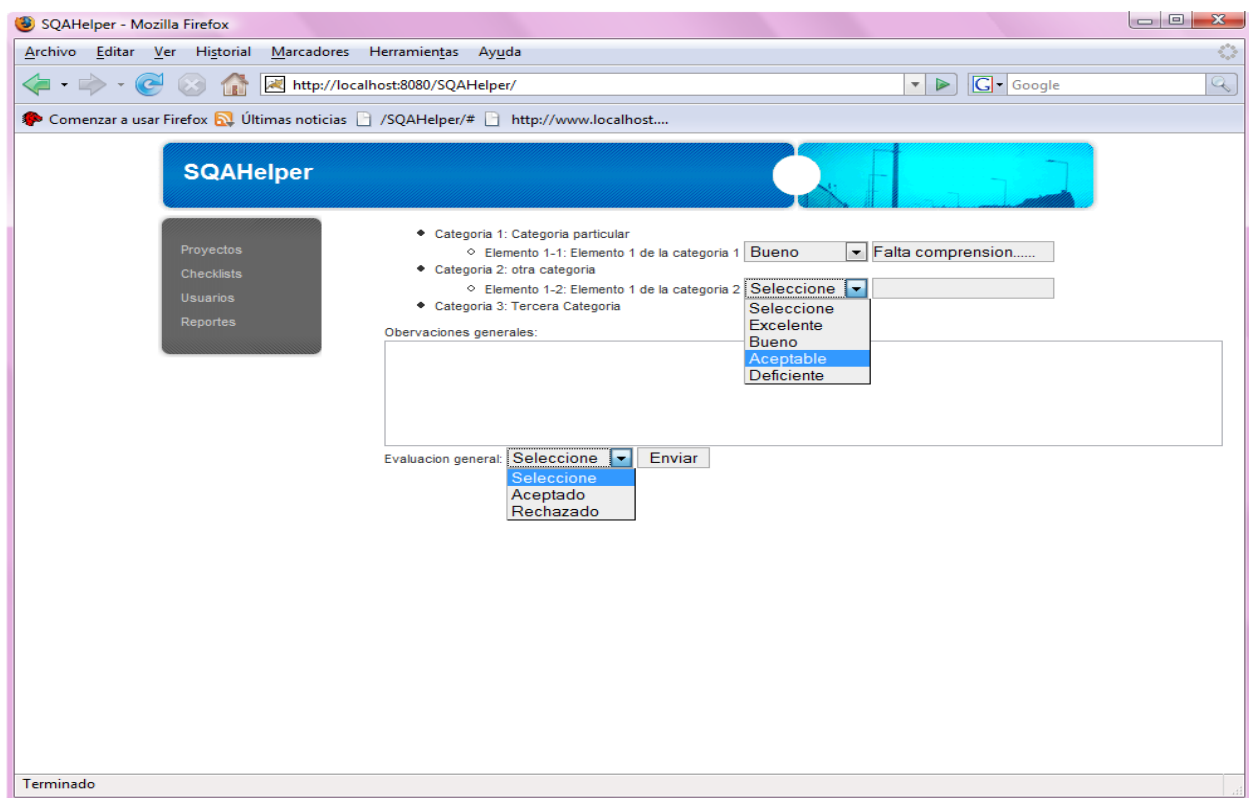 SQAHelper - Mozilla Firefox
Archivo Editar Ver Historial Marcadores Herramientas Ayuda
http://localhost:8080/SQAHelper/
G Google
Comenzar a usar Firefox Últimas noticias /SQAHelper/# http://www.localhost....
SQAHelper
Proyectos
Checklists
Usuarios
Reportes
Categoria 1: Categoria particular
Elemento 1-1: Elemento 1 de la categoria 1 Bueno Falta comprension......
Categoria 2: otra categoria
Elemento 1-2: Elemento 1 de la categoria 2 Seleccione
Seleccione
Excelente
Bueno
Aceptable
Deficiente
Categoria 3: Tercera Categoria
Obervaciones generales:
Evaluacion general: Seleccione Enviar
Seleccione
Aceptado
Rechazado
Terminado